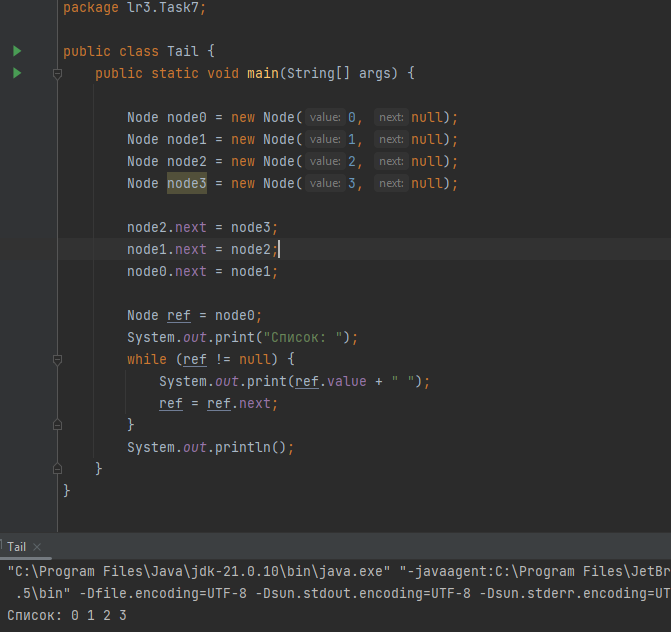 package lr3.Task7;
public class Tail {
public static void main(String[] args) {
Node node0 = new Node( value: 0, next: null);
Node node1 = new Node( value: 1, next: null);
Node node2 = new Node( value: 2, next: null);
Node node3 = new Node( value: 3, next: null);
node2.next = node3;
node1.next = node2;
node0.next = node1;
Node ref = node0;
System.out.print("Список: ");
while (ref != null) {
System.out.print(ref.value + " ");
ref = ref.next;
}
System.out.println();
}
}
Tail ×
"C:\Program Files\Java\jdk-21.0.10\bin\java.exe" "-javaagent:C:\Program Files\JetBr
.5\bin" -Dfile.encoding=UTF-8 -Dsun.stdout.encoding=UTF-8 -Dsun.stderr.encoding=UT
Список: 0 1 2 3